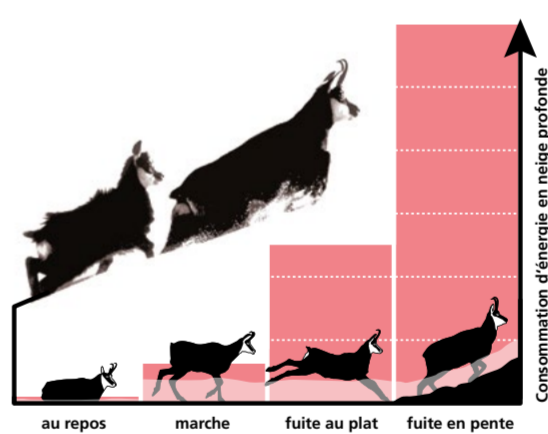 Consommation d'énergie en neige profonde
au repos
marche
fuite au plat
fuite en pente